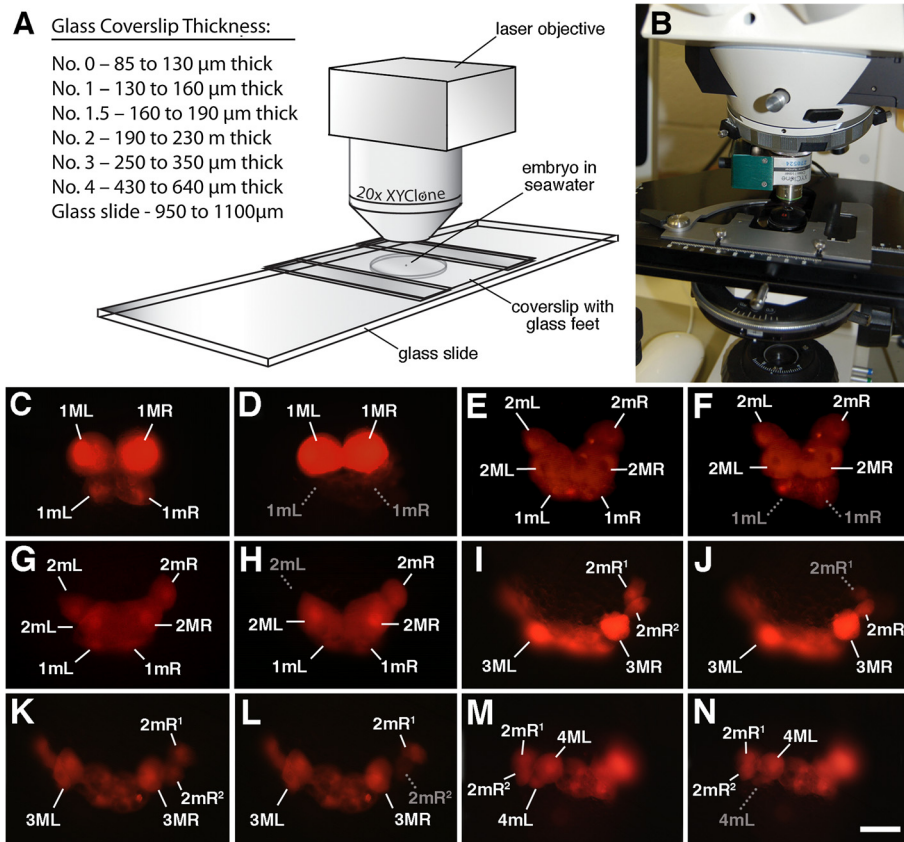 A
Glass Coverslip Thickness:
No. 0 – 85 to 130 µm thick
No. 1 – 130 to 160 µm thick
No. 1.5 – 160 to 190 µm thick
No. 2 – 190 to 230 m thick
No. 3 – 250 to 350 µm thick
No. 4 – 430 to 640 µm thick
Glass slide - 950 to 1100µm
laser objective
20x XYClone
embryo in
seawater
coverslip with
glass feet
glass slide
B
XYClone
C
1ML 1MR
1mL 1mR
D
1ML 1MR
1mL 1mR
E
2mL 2mR
2ML 2MR
1mL 1mR
F
2mL 2mR
2ML 2MR
1mL 1mR
G
2mL 2mR
2mL 2MR
1mL 1mR
H
2mL 2mR
2ML 2MR
1mL 1mR
I
2mR¹
2mR²
3ML 3MR
J
2mR¹
2mR
3ML 3MR
K
2mR¹
2mR²
3ML 3MR
L
2mR¹
2mR²
3ML 3MR
M
2mR¹ 4ML
2mR²
4mL
N
2mR¹ 4ML
2mR²
4mL